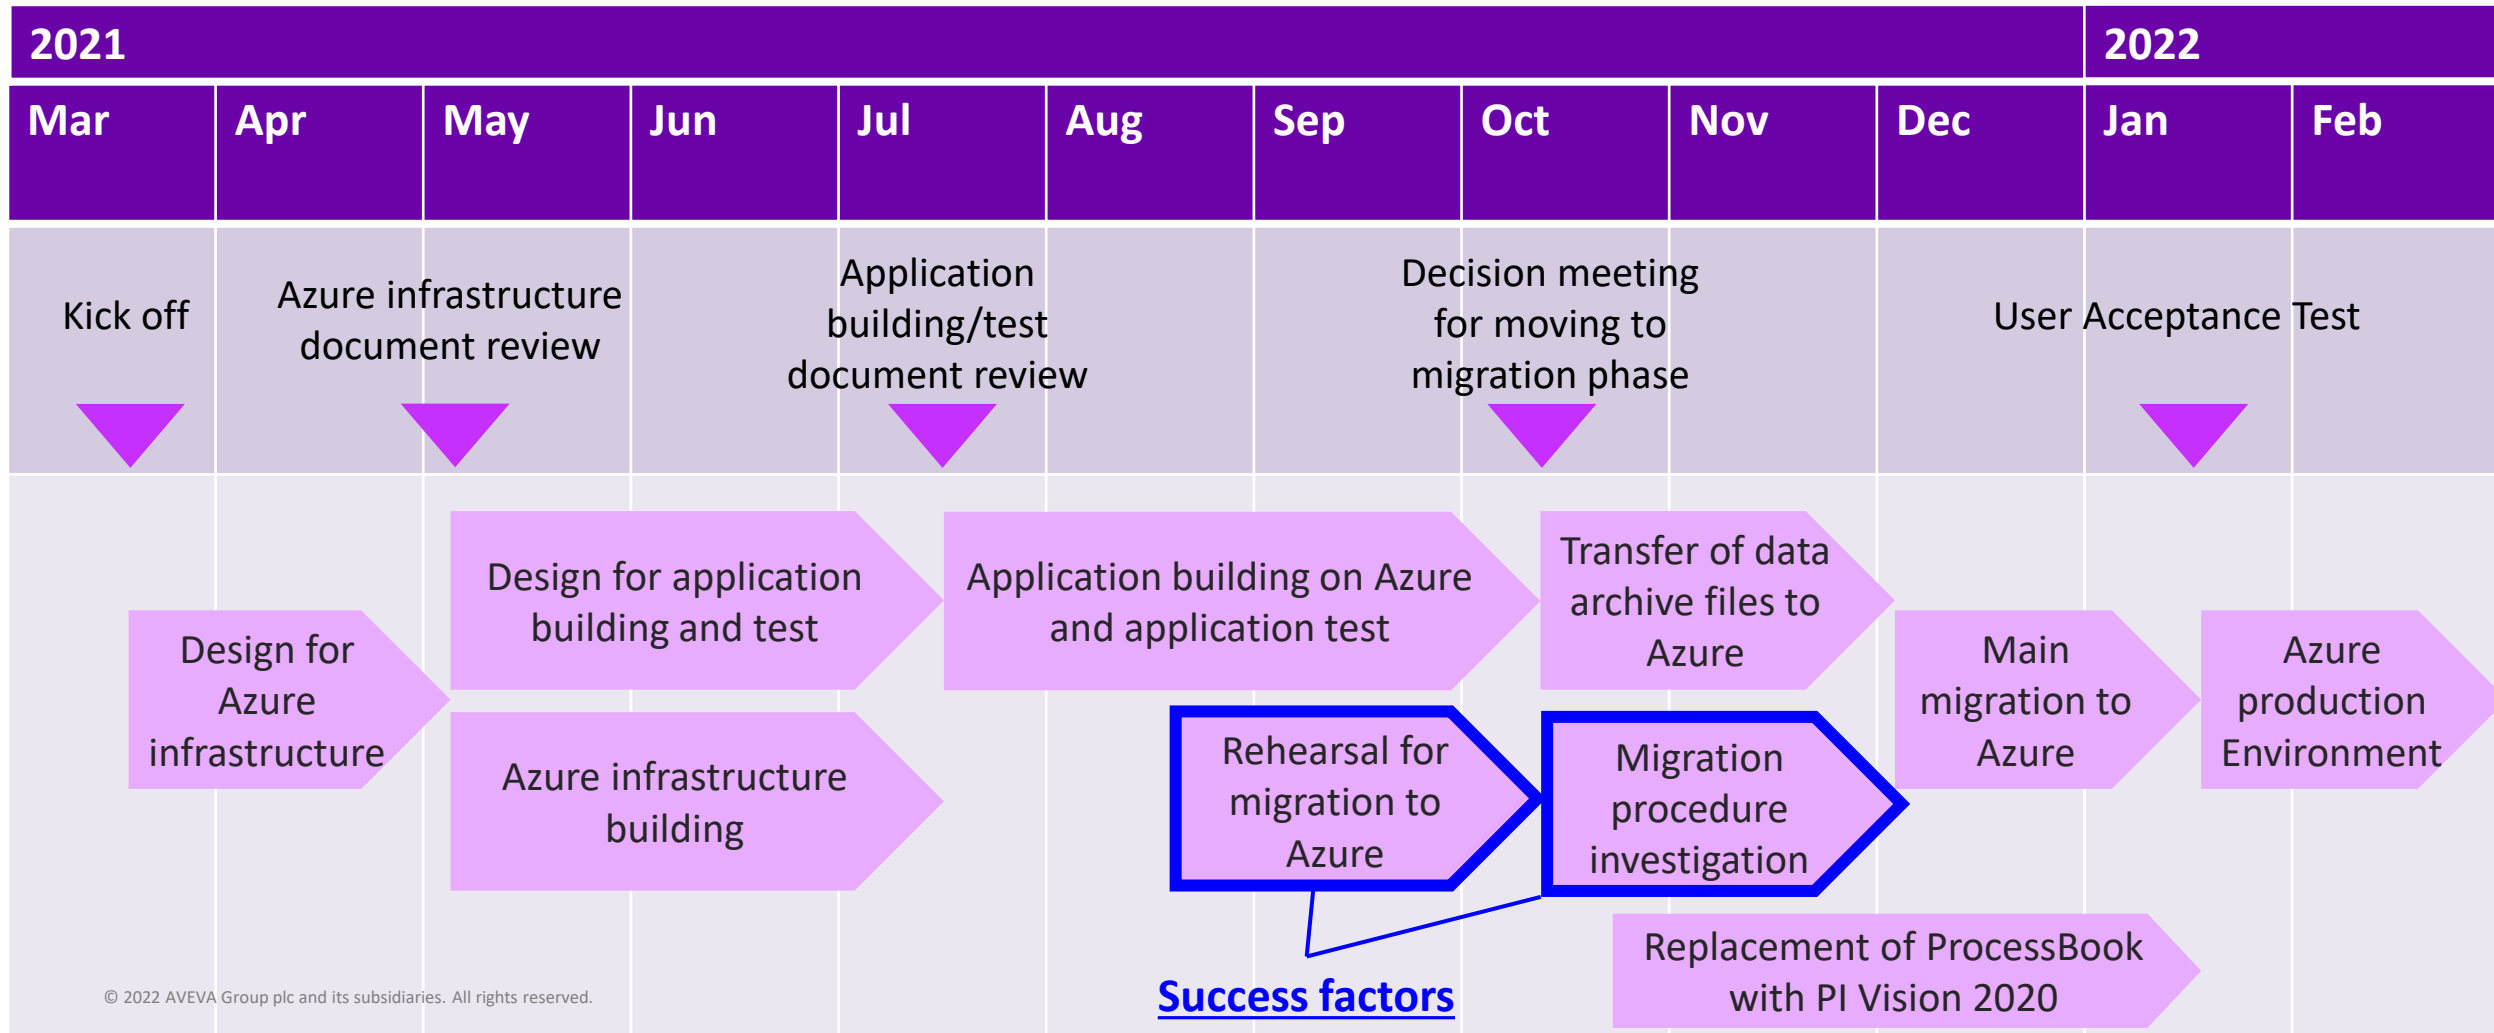 2021
2022
Mar
Apr
May
Jun
Jul
Aug
Sep
Oct
Nov
Dec
Jan
Feb
Kick off
Azure infrastructure
document review
Application
building/test
document review
Decision meeting
for moving to
migration phase
User Acceptance Test
Design for
Azure
infrastructure
Design for application
building and test
Azure infrastructure
building
Application building on Azure
and application test
Rehearsal for
migration to
Azure
Transfer of data
archive files to
Azure
Migration
procedure
investigation
Main
migration to
Azure
Azure
production
Environment
Replacement of ProcessBook
with PI Vision 2020
Success factors
© 2022 AVEVA Group plc and its subsidiaries. All rights reserved.